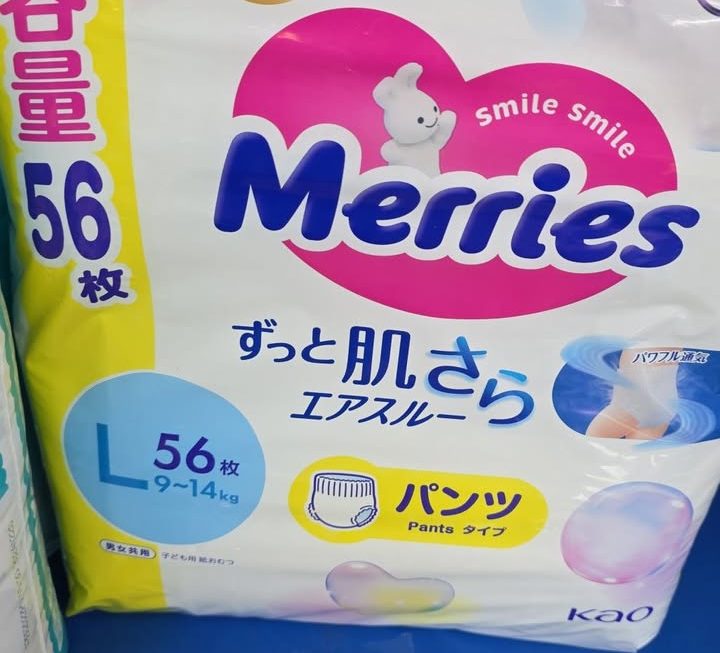 容量
56
枚
Smile Smile
Merries
ずっと肌さら
エアスルー
パワフル通気
L 56枚
9~14kg
パンツ
Pants タイプ
男女共用 子ども用 紙おむつ
Kao